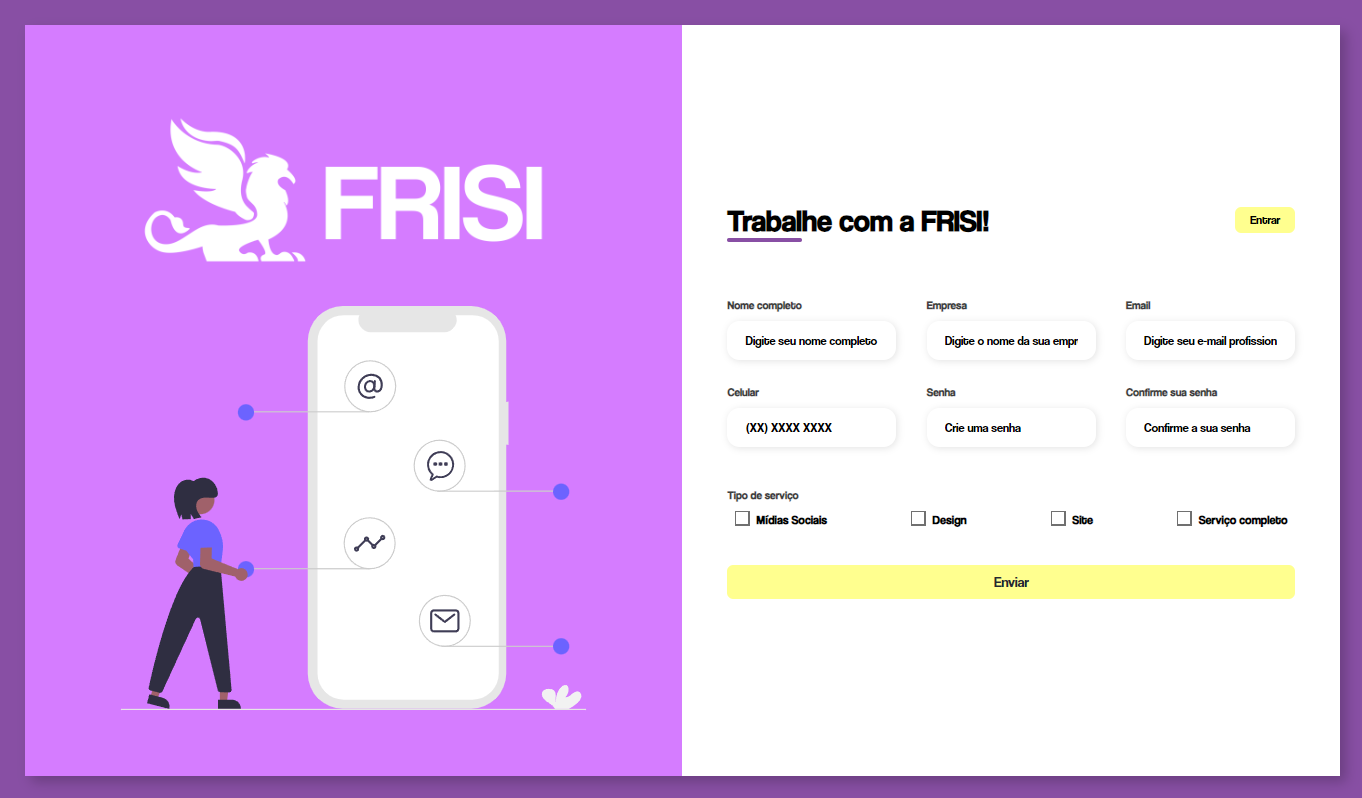 FRISI
Trabalhe com a FRISI!
Entrar
Nome completo
Empresa
Email
Digite seu nome completo
Digite o nome da sua empr
Digite seu e-mail profission
Celular
Senha
Confirme sua senha
(XX) XXXX XXXX
Crie uma senha
Confirme a sua senha
Tipo de serviço
Mídias Sociais
Design
Site
Serviço completo
Enviar